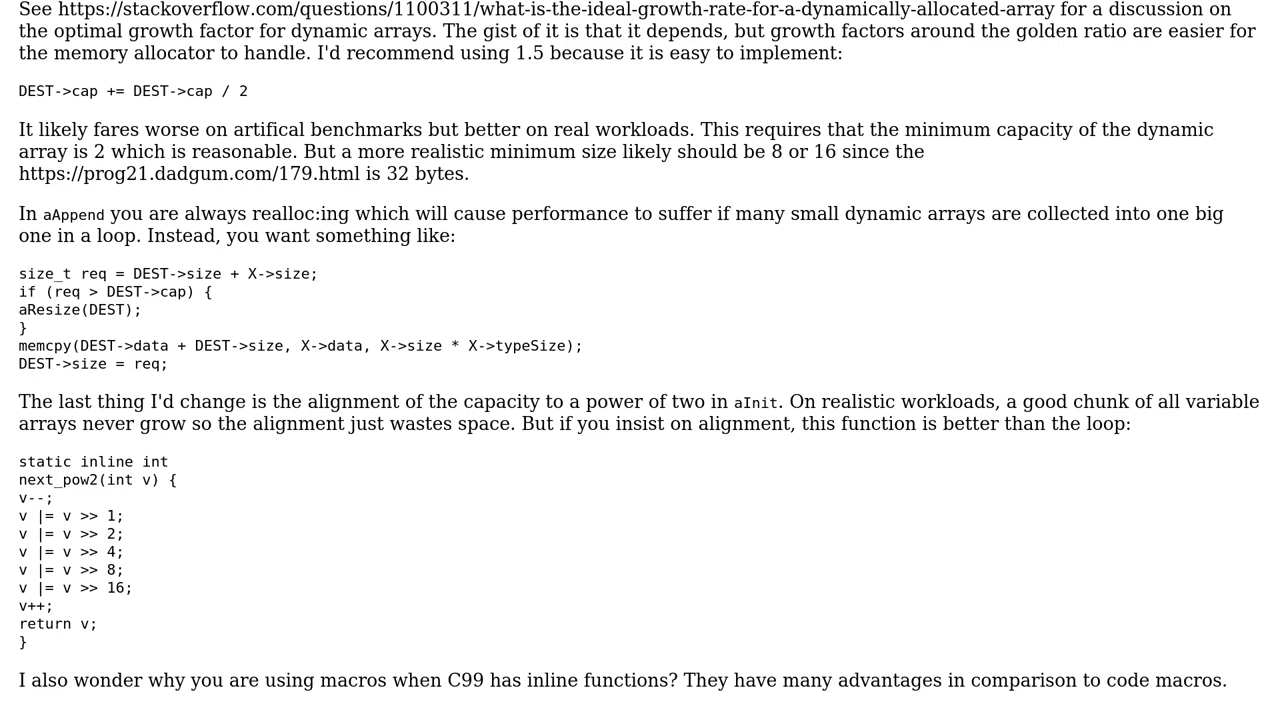 See https://stackoverflow.com/questions/1100311/what-is-the-ideal-growth-rate-for-a-dynamically-allocated-array for a discussion on
the optimal growth factor for dynamic arrays. The gist of it is that it depends, but growth factors around the golden ratio are easier for
the memory allocator to handle. I'd recommend using 1.5 because it is easy to implement:
DEST->cap += DEST->cap / 2
It likely fares worse on artifical benchmarks but better on real workloads. This requires that the minimum capacity of the dynamic
array is 2 which is reasonable. But a more realistic minimum size likely should be 8 or 16 since the
https://prog21.dadgum.com/179.html is 32 bytes.
In aAppend you are always realloc:ing which will cause performance to suffer if many small dynamic arrays are collected into one big
one in a loop. Instead, you want something like:
size_t req = DEST->size + X->size;
if (req > DEST->cap) {
aResize(DEST);
}
memcpy(DEST->data + DEST->size, X->data, X->size * X->typeSize);
DEST->size = req;
The last thing I'd change is the alignment of the capacity to a power of two in aInit. On realistic workloads, a good chunk of all variable
arrays never grow so the alignment just wastes space. But if you insist on alignment, this function is better than the loop:
static inline int
next_pow2(int v) {
v--;
v |= v >> 1;
v |= v >> 2;
v |= v >> 4;
v |= v >> 8;
v |= v >> 16;
v++;
return v;
}
I also wonder why you are using macros when C99 has inline functions? They have many advantages in comparison to code macros.